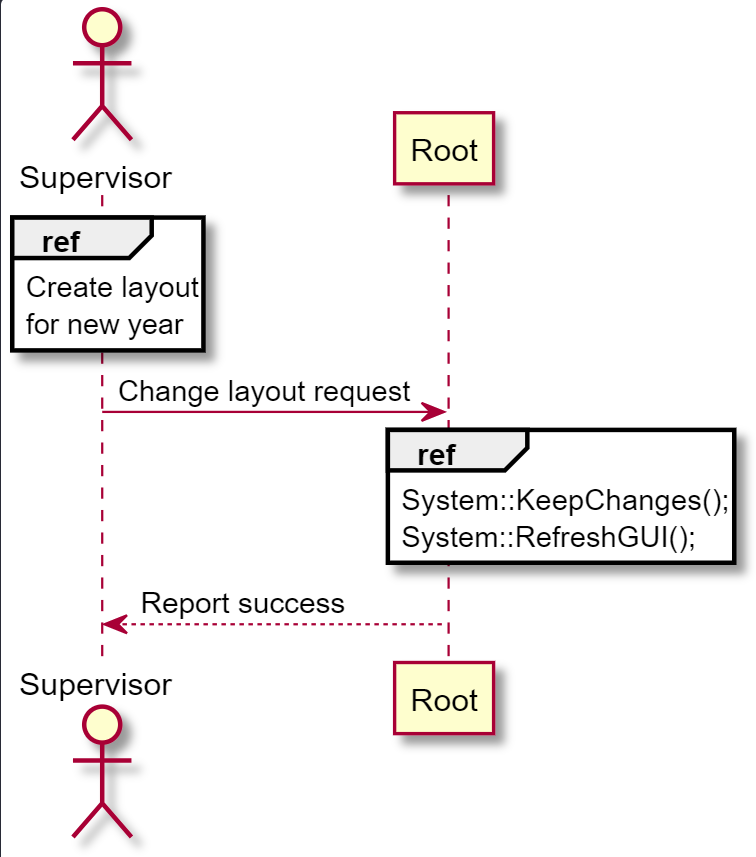 Supervisor
Root
ref
Create layout
for new year
Change layout request
ref
System::KeepChanges();
System::RefreshGUI();
Report success
Supervisor
Root